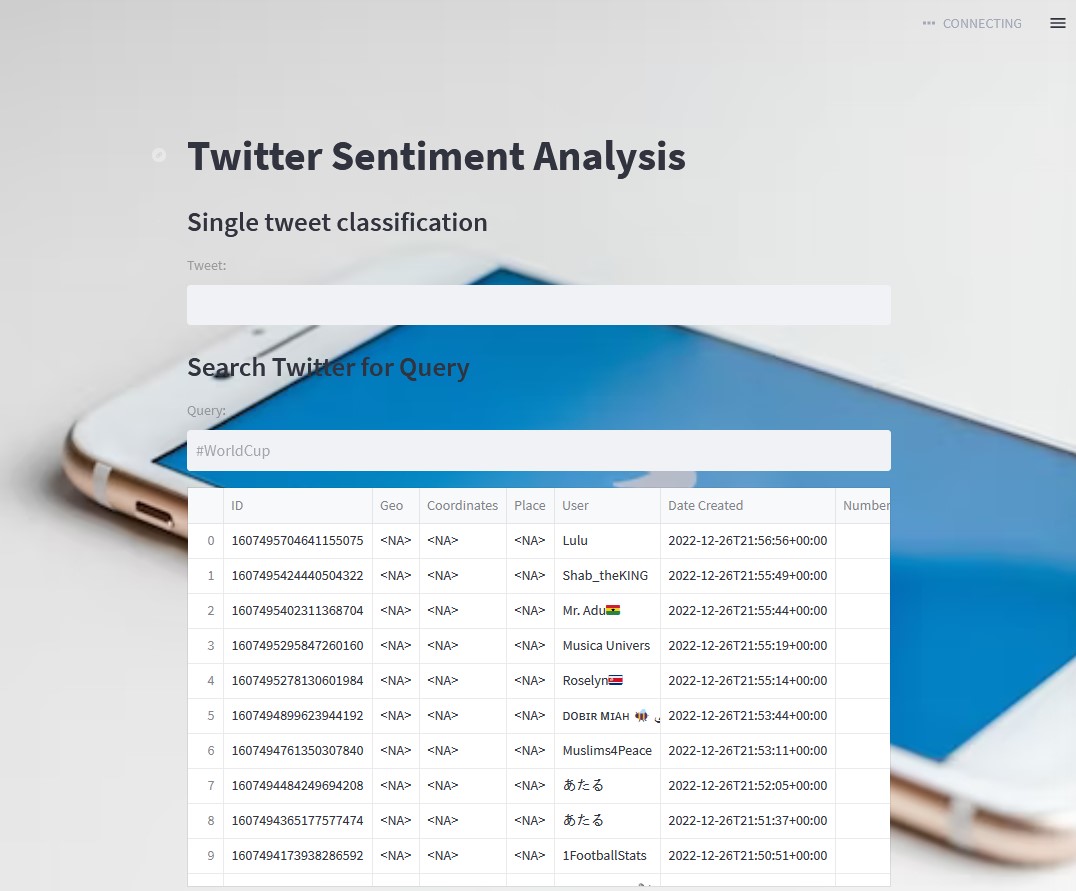 CONNECTING
Twitter Sentiment Analysis
Single tweet classification
Tweet:
Search Twitter for Query
Query:
#WorldCup
ID Geo Coordinates Place User Date Created Number
0 1607495704641155075 <NA> <NA> <NA> Lulu 2022-12-26T21:56:56+00:00
1 1607495424440504322 <NA> <NA> <NA> Shab_theKING 2022-12-26T21:55:49+00:00
2 1607495402311368704 <NA> <NA> <NA> Mr. Adu🇬🇭 2022-12-26T21:55:44+00:00
3 1607495295847260160 <NA> <NA> <NA> Musica Univers 2022-12-26T21:55:19+00:00
4 1607495278130601984 <NA> <NA> <NA> Roselyn🇨🇷 2022-12-26T21:55:14+00:00
5 1607494899623944192 <NA> <NA> <NA> ᴅᴏʙɪʀ ᴍɪᴀʜ 🐝 2022-12-26T21:53:44+00:00
6 1607494761350307840 <NA> <NA> <NA> Muslims4Peace 2022-12-26T21:53:11+00:00
7 1607494484249694208 <NA> <NA> <NA> あたる 2022-12-26T21:52:05+00:00
8 1607494365177577474 <NA> <NA> <NA> あたる 2022-12-26T21:51:37+00:00
9 1607494173938286592 <NA> <NA> <NA> 1FootballStats 2022-12-26T21:50:51+00:00